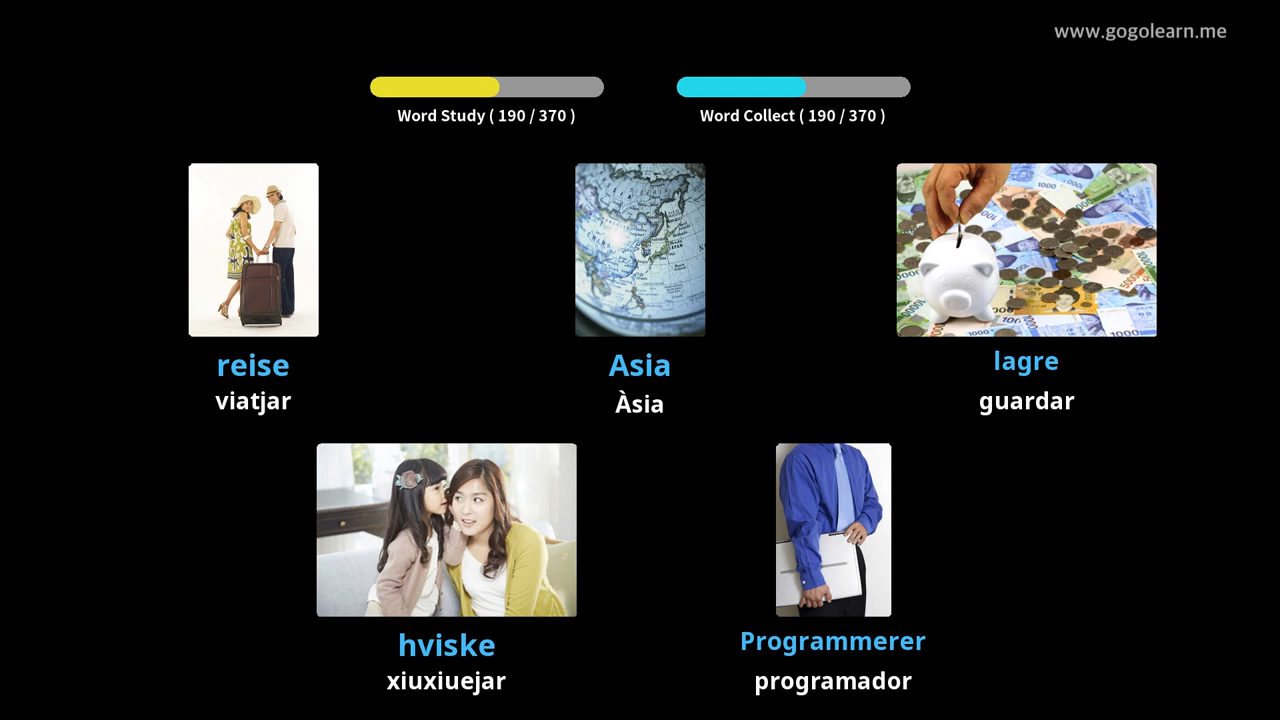 www.gogolearn.me
Word Study ( 190 / 370 )
Word Collect ( 190 / 370 )
reise
viatjar
Asia
Àsia
lagre
guardar
hviske
xiuxiuejar
Programmerer
programador